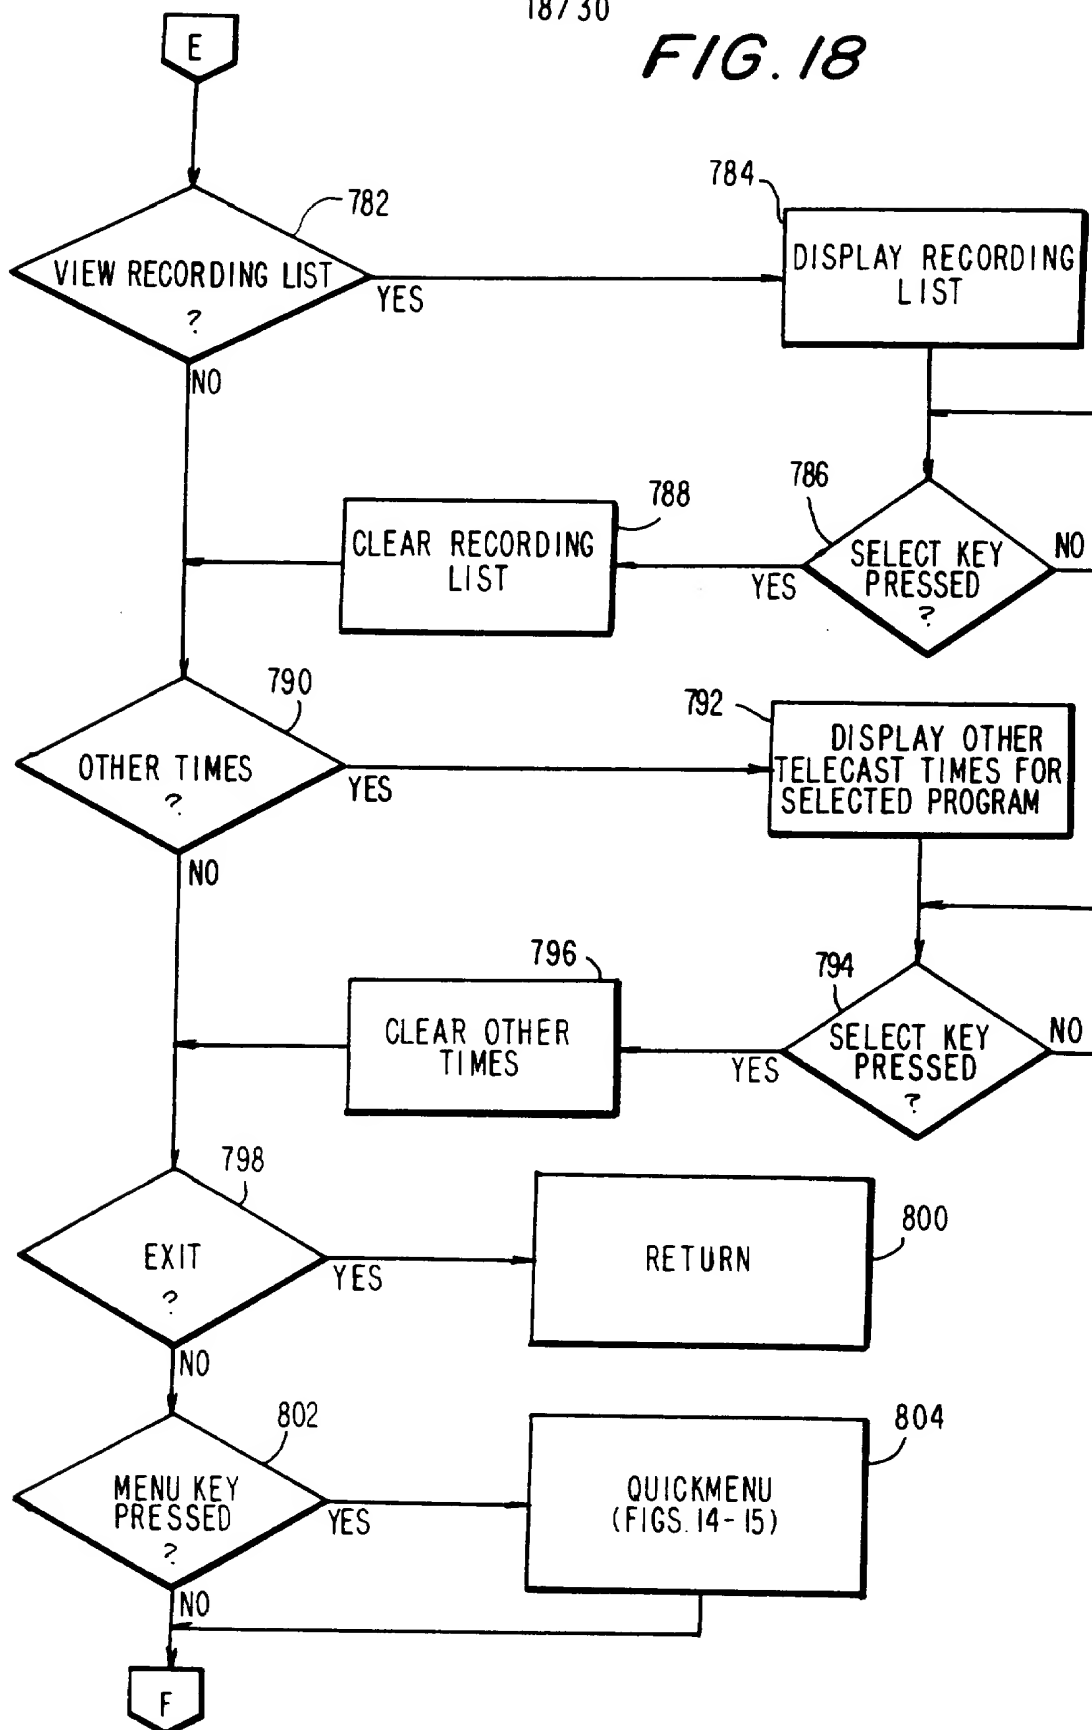 18/30
FIG. 18
E
782
VIEW RECORDING LIST
?
YES
NO
784
DISPLAY RECORDING
LIST
786
SELECT KEY
PRESSED
?
NO
YES
788
CLEAR RECORDING
LIST
790
OTHER TIMES
?
YES
NO
792
DISPLAY OTHER
TELECAST TIMES FOR
SELECTED PROGRAM
794
SELECT KEY
PRESSED
?
NO
YES
796
CLEAR OTHER
TIMES
798
EXIT
?
YES
NO
800
RETURN
802
MENU KEY
PRESSED
?
YES
NO
804
QUICKMENU
(FIGS. 14-15)
F